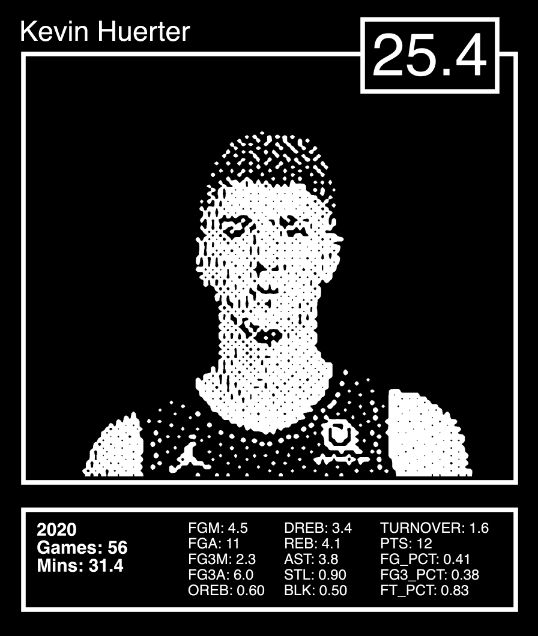 Kevin Huerter
25.4
2020
Games: 56
Mins: 31.4
FGM: 4.5
FGA: 11
FG3M: 2.3
FG3A: 6.0
OREB: 0.60
DREB: 3.4
REB: 4.1
AST: 3.8
STL: 0.90
BLK: 0.50
TURNOVER: 1.6
PTS: 12
FG_PCT: 0.41
FG3_PCT: 0.38
FT_PCT: 0.83